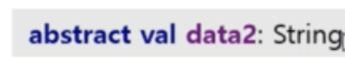 abstract val data2: String